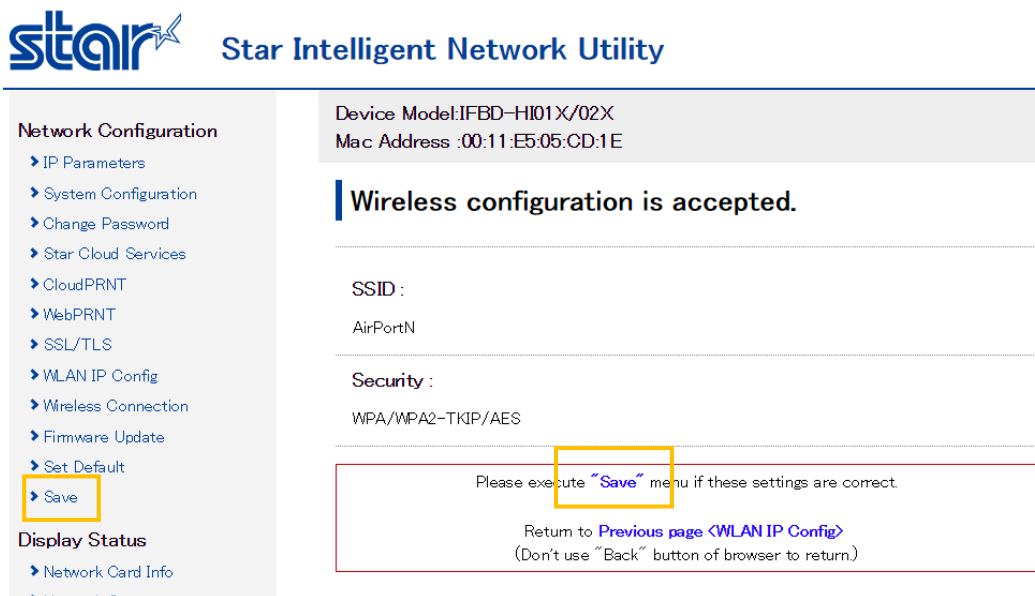 star
Star Intelligent Network Utility
Network Configuration
IP Parameters
System Configuration
Change Password
Star Cloud Services
CloudPRNT
WebPRNT
SSL/TLS
WLAN IP Config
Wireless Connection
Firmware Update
Set Default
Save
Display Status
Network Card Info
Device Model:IFBD-HI01X/02X
Mac Address :00:11:E5:05:CD:1E
Wireless configuration is accepted.
SSID :
AirPortN
Security :
WPA/WPA2-TKIP/AES
Please execute "Save" menu if these settings are correct.
Return to Previous page <WLAN IP Config>
(Don't use "Back" button of browser to return.)